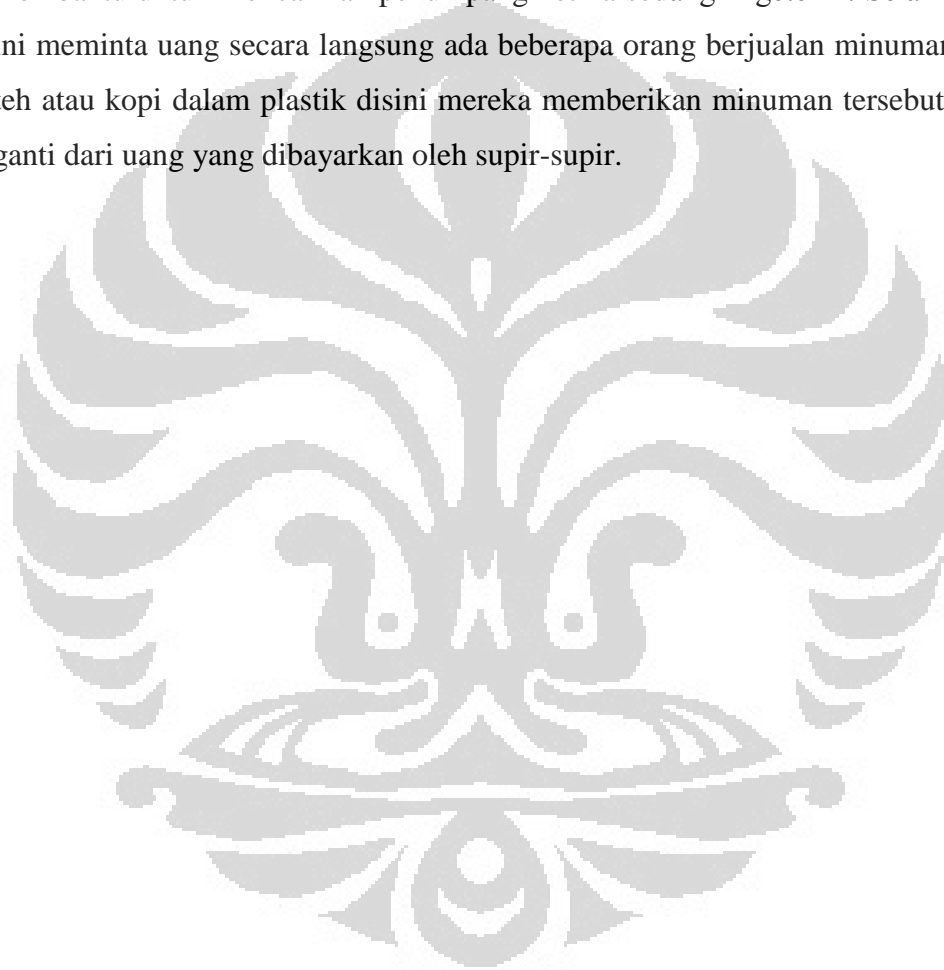 ini meminta uang secara langsung ada beberapa orang berjualan minuman
teh atau kopi dalam plastik disini mereka memberikan minuman tersebut
ganti dari uang yang dibayarkan oleh supir-supir.